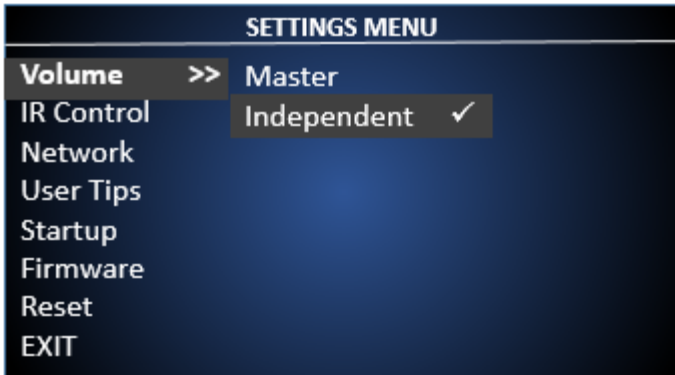 SETTINGS MENU
Volume >> Master
IR Control Independent ✓
Network
User Tips
Startup
Firmware
Reset
EXIT